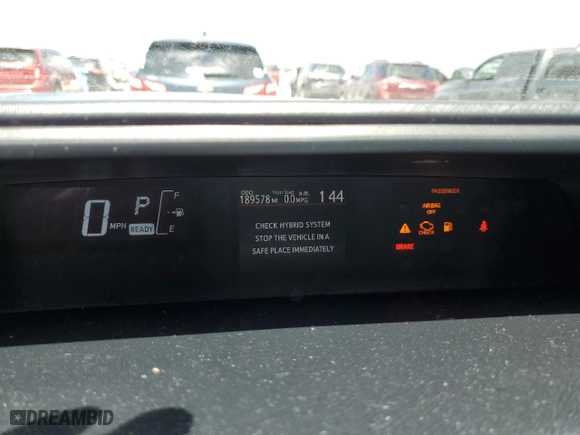 PASSENGER
ODO from Start a.m.
189578 MI 0.0 MPG 1 44
AIRBAG
OFF
P F
0 MPH READY E
CHECK HYBRID SYSTEM
STOP THE VEHICLE IN A
SAFE PLACE IMMEDIATELY
CHECK
BRAKE
DREAMBID